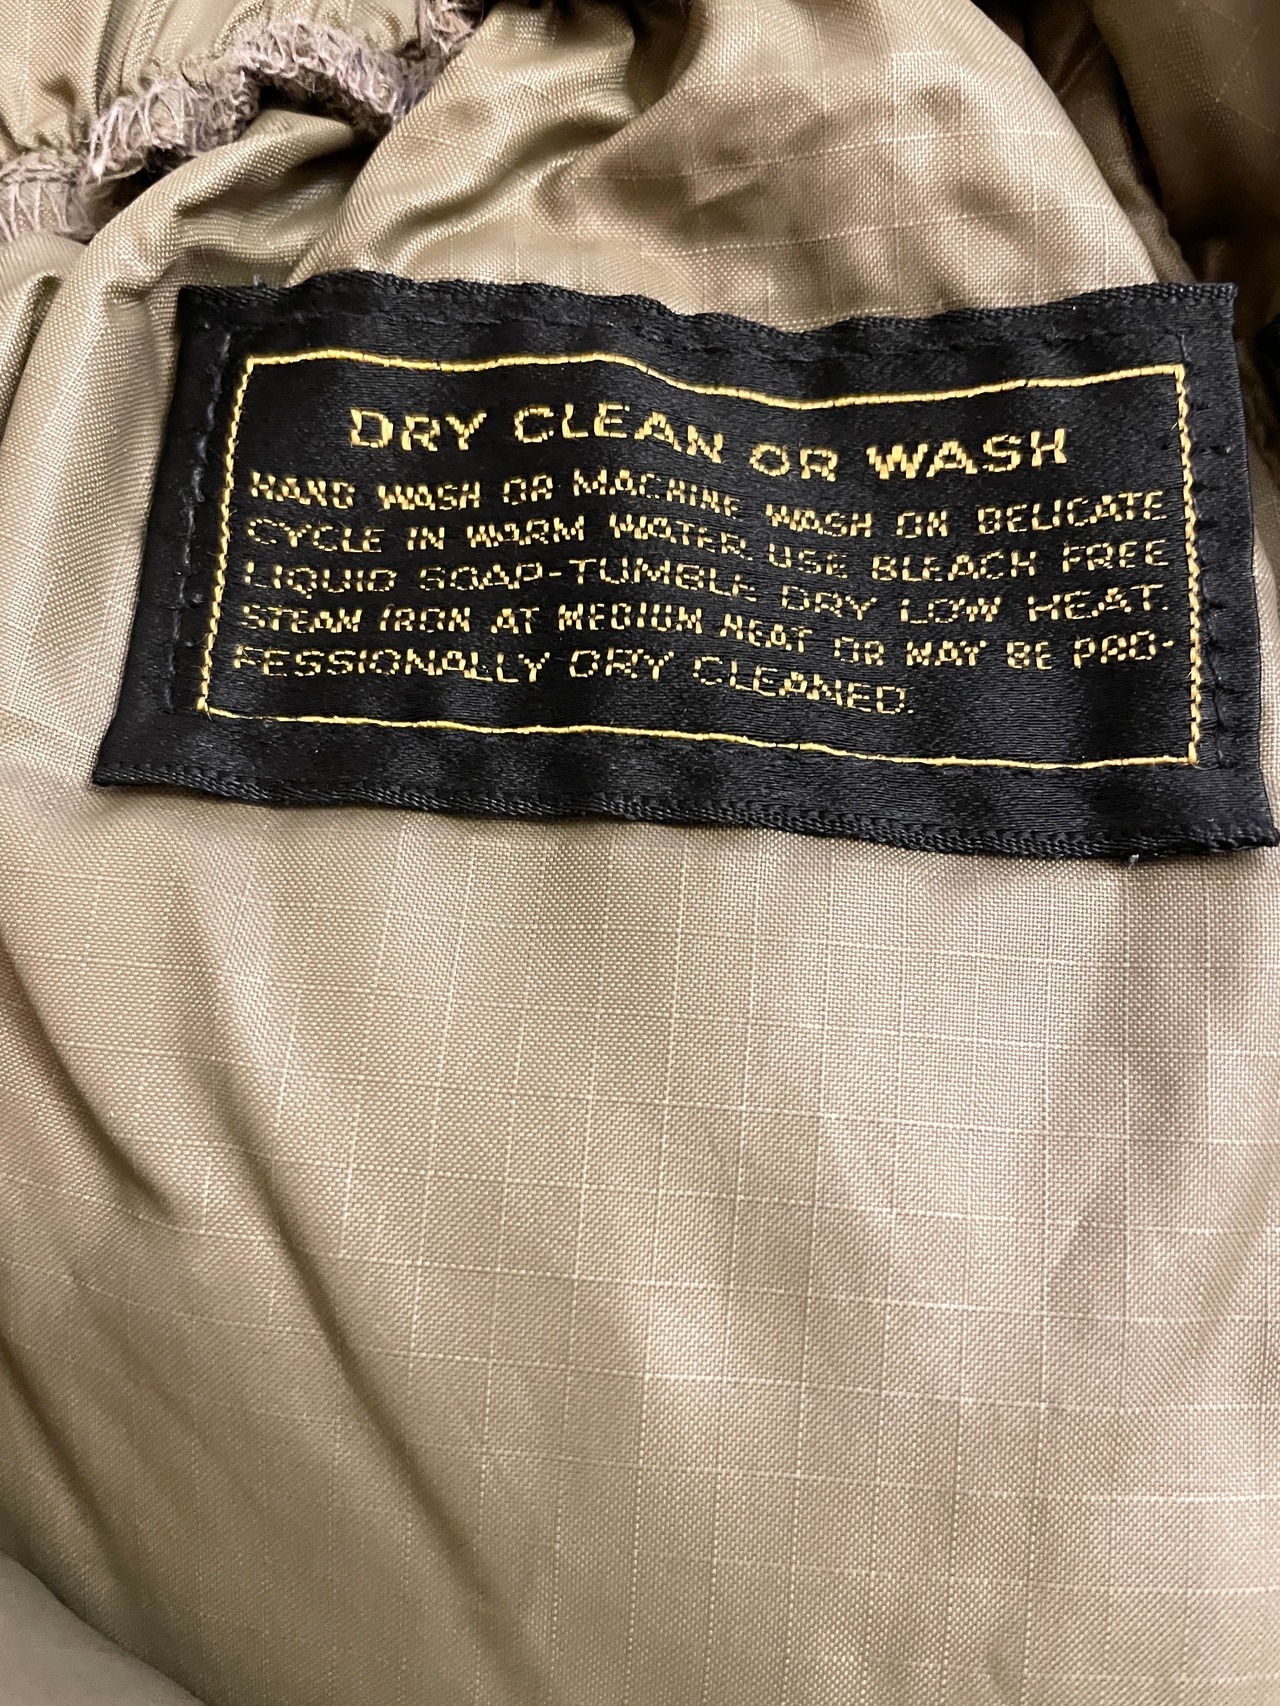 DRY CLEAN OR WASH
HAND WASH OR MACHINE WASH ON DELICATE
CYCLE IN WARM WATER. USE BLEACH FREE
LIQUID SOAP-TUMBLE DRY LOW HEAT.
STEAM IRON AT MEDIUM HEAT OR MAY BE PRO-
FESSIONALLY DRY CLEANED.